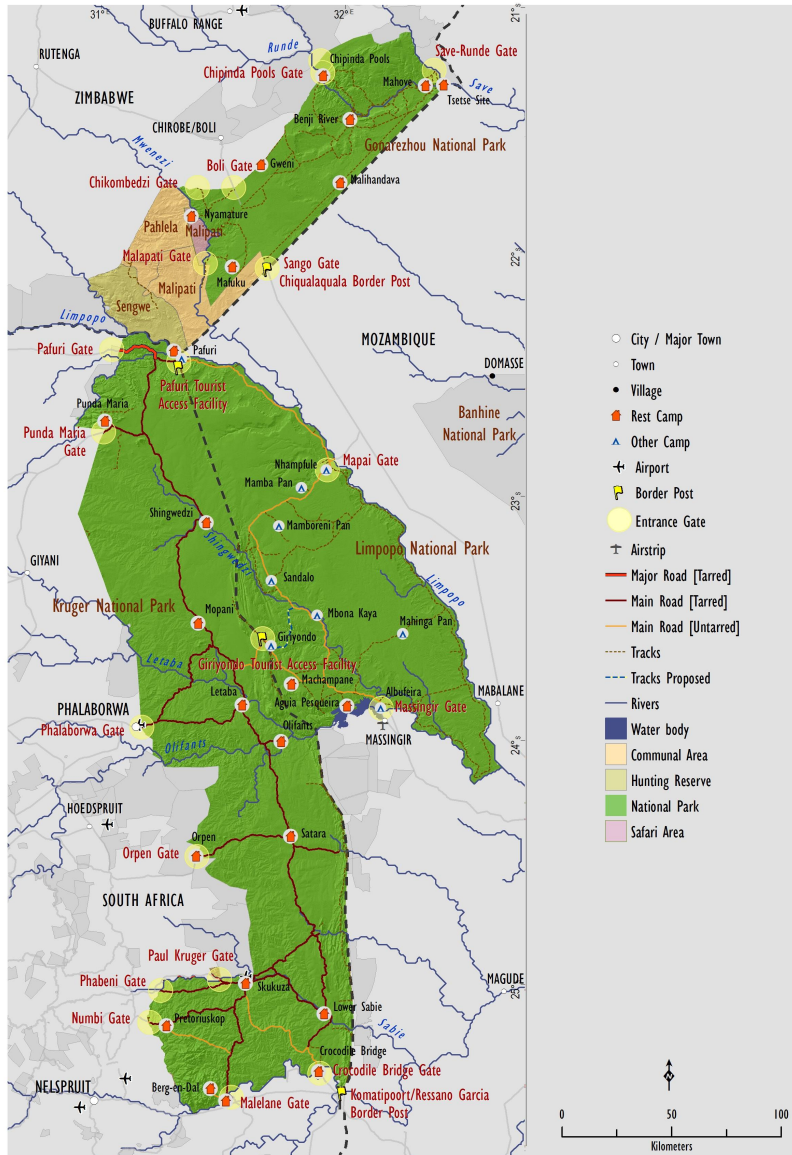 31°E
32°E
21°S
BUFFALO RANGE
Runde
Chipinda Pools
Save-Runde Gate
RUTENGA
Chipinda Pools Gate
Mahove
Save
Tsetse Site
ZIMBABWE
Benji River
CHIROBE/BOLI
Mwenezi
Gonarezhou National Park
Boli Gate
Gweni
Chikombedzi Gate
Malihandava
Nyamature
Pahlela
Malipati
Malapati Gate
22°S
Sango Gate
Chiqualaquala Border Post
Mafuku
Malipati
Sengwe
Limpopo
MOZAMBIQUE
Pafuri Gate
Pafuri
DOMASSE
Pafuri Tourist
Access Facility
Punda Maria
Banhine
National Park
Punda Maria
Gate
Nhampfule
Mapai Gate
Mamba Pan
23°S
Shingwedzi
Mamboreni Pan
Shingwedzi
Limpopo National Park
GIYANI
Sandalo
Limpopo
Kruger National Park
Mopani
Mbona Kaya
Mahinga Pan
Giriyondo
Letaba
Giriyondo Tourist Access Facility
Machampane
Letaba
Albufeira
MABALANE
Aguia Pesqueira
Massingir Gate
PHALABORWA
Phalaborwa Gate
Olifants
MASSINGIR
Olifants
24°S
HOEDSPRUIT
Orpen
Satara
Orpen Gate
SOUTH AFRICA
Paul Kruger Gate
Phabeni Gate
Skukuza
MAGUDE
25°S
Numbi Gate
Pretoriuskop
Lower Sabie
Sabie
Crocodile Bridge
Crocodile Bridge Gate
NELSPRUIT
Berg-en-Dal
Malelane Gate
Komatipoort/Ressano Garcia
Border Post
City / Major Town
Town
Village
Rest Camp
Other Camp
Airport
Border Post
Entrance Gate
Airstrip
Major Road [Tarred]
Main Road [Tarred]
Main Road [Untarred]
Tracks
Tracks Proposed
Rivers
Water body
Communal Area
Hunting Reserve
National Park
Safari Area
N
0
50
100
Kilometers